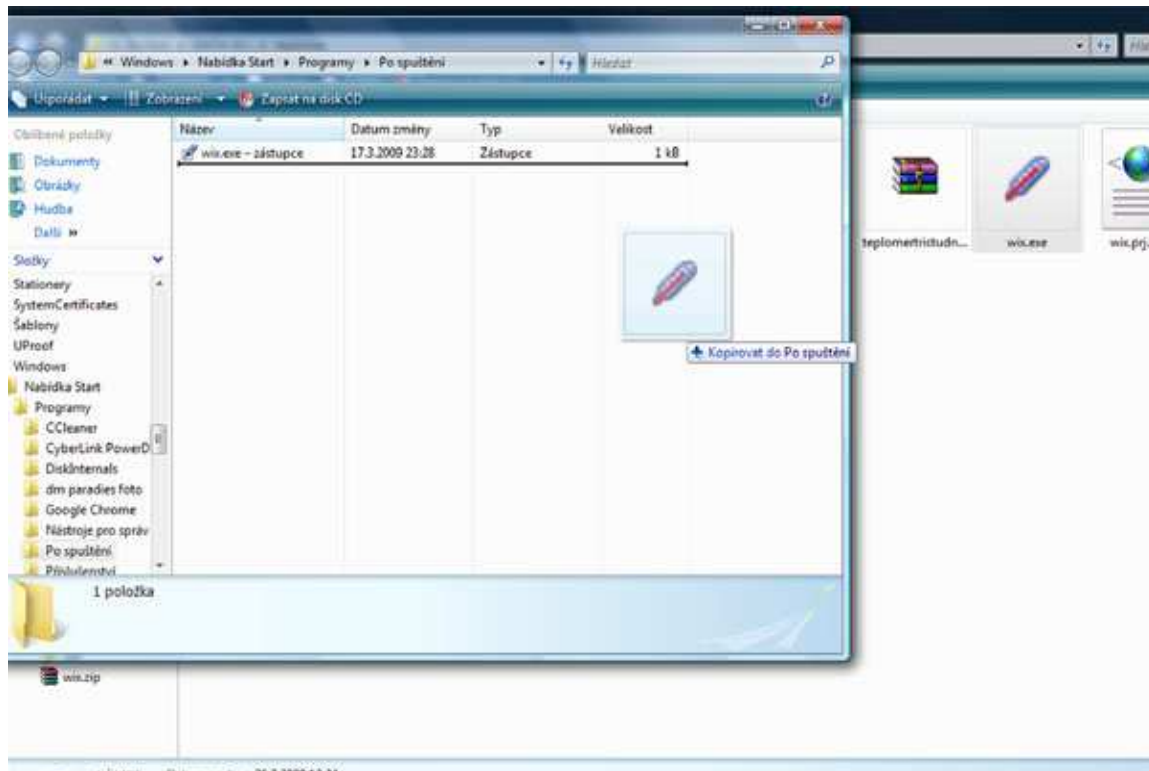 « Windows ▸ Nabídka Start ▸ Programy ▸ Po spuštění
Hledat
Uspořádat
Zobrazení
Zapsat na disk CD
Oblíbené položky
Dokumenty
Obrázky
Hudba
Další »
Složky
Stationery
SystemCertificates
Šablony
UProof
Windows
Nabídka Start
Programy
CCleaner
CyberLink PowerD
DiskInternals
dm paradies foto
Google Chrome
Nástroje pro správ
Po spuštění
Příslušenství
Název Datum změny Typ Velikost
wix.exe – zástupce 17.3.2009 23:28 Zástupce 1 kB
Kopírovat do Po spuštění
1 položka
teplomertristudn...
wix.exe
wix.prj.
wix.zip